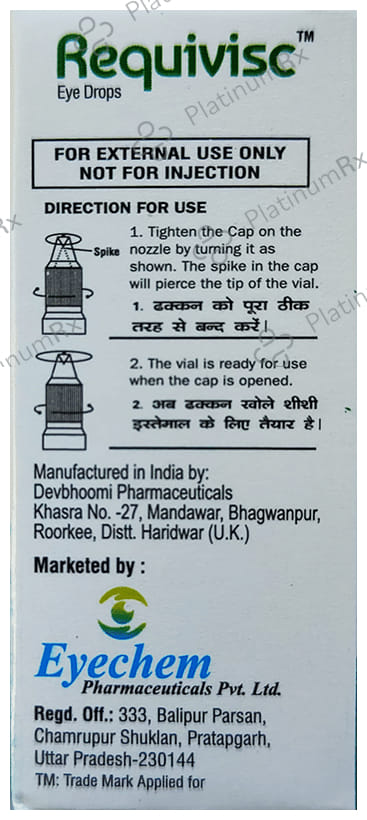 Requivisc™
Eye Drops
FOR EXTERNAL USE ONLY
NOT FOR INJECTION
DIRECTION FOR USE
Spike
1. Tighten the Cap on the
nozzle by turning it as
shown. The spike in the cap
will pierce the tip of the vial.
1. ढक्कन को पूरा ठीक
तरह से बन्द करें।
2. The vial is ready for use
when the cap is opened.
2. अब ढक्कन खोले शीशी
इस्तेमाल के लिए तैयार है।
Manufactured in India by:
Devbhoomi Pharmaceuticals
Khasra No. -27, Mandawar, Bhagwanpur,
Roorkee, Distt. Haridwar (U.K.)
Marketed by :
Eyechem
Pharmaceuticals Pvt. Ltd.
Regd. Off.: 333, Balipur Parsan,
Chamrupur Shuklan, Pratapgarh,
Uttar Pradesh-230144
TM: Trade Mark Applied for
PlatinumRx
PlatinumRx
PlatinumRx